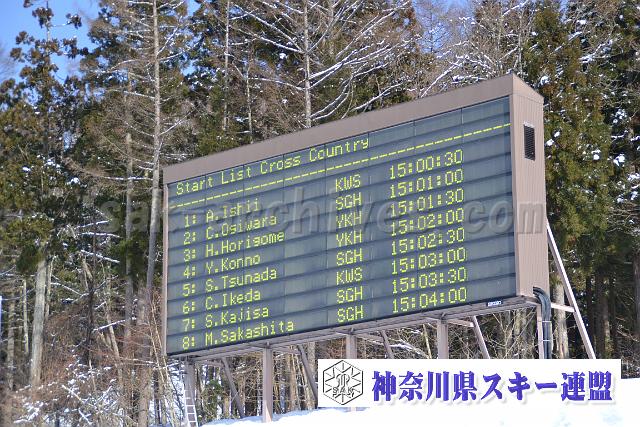 Start List Cross Country
1: A.Ishii KWS 15:00:30
2: C.Osiwara SGH 15:01:00
3: H.Horigome YKH 15:01:30
4: Y.Konno YKH 15:02:00
5: S.Tsunada SGH 15:02:30
6: C.Ikeda KWS 15:03:00
7: S.Kajisa SGH 15:03:30
8: M.Sakashita SGH 15:04:00
神奈川県スキー連盟